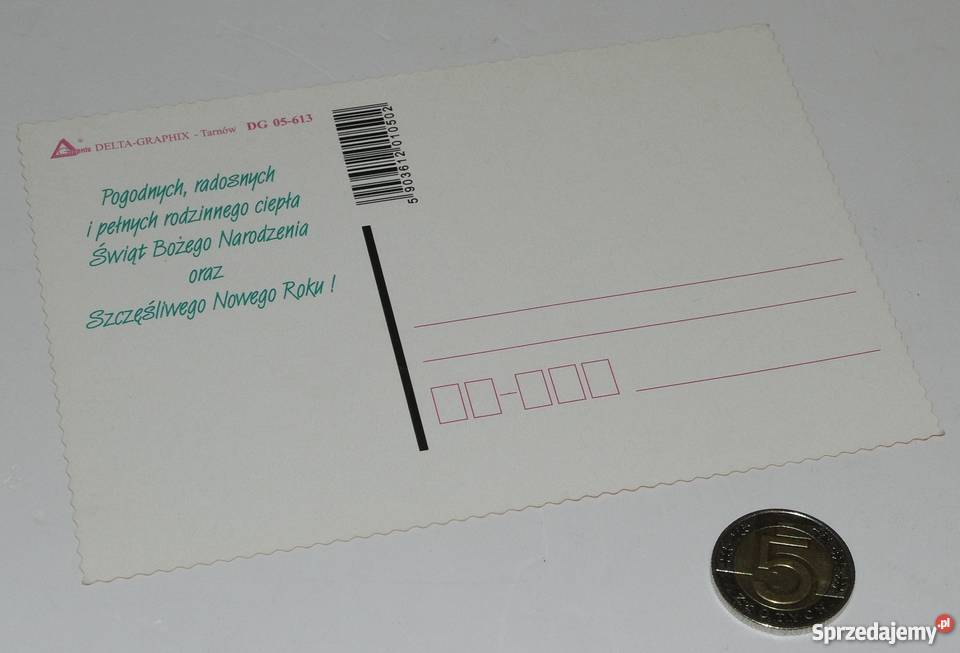 DELTA-GRAPHIX - Tarnów DG 05-613
Pogodnych, radosnych
i pełnych rodzinnego ciepła
Świąt Bożego Narodzenia
oraz
Szczęśliwego Nowego Roku !
5903612010502
5
ZŁOTYCH
Sprzedajemy.pl